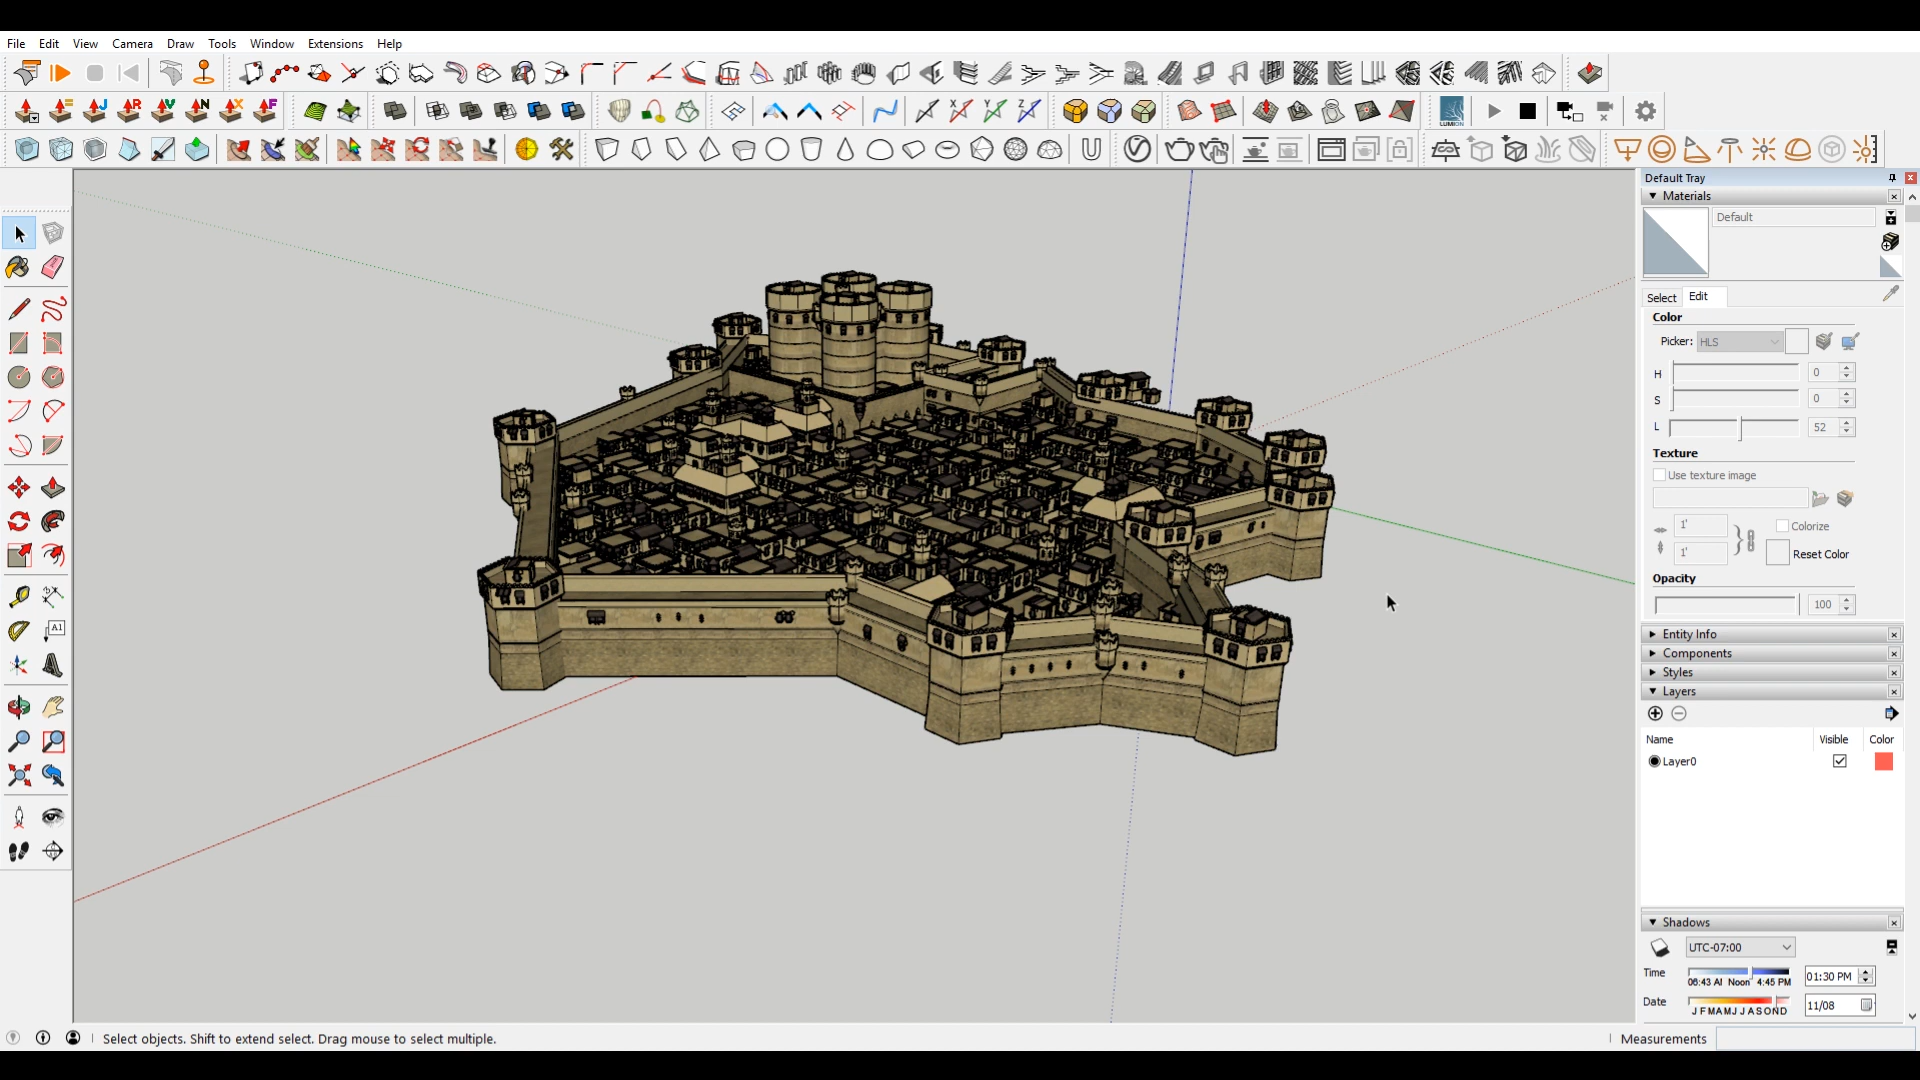 File Edit View Camera Draw Tools Window Extensions Help
J R V N X F
X Y Z
LUMION
Default Tray
Materials
Default
Select Edit
Color
Picker: HLS
H 0
S 0
L 52
Texture
Use texture image
1'
Colorize
1'
Reset Color
Opacity
100
Entity Info
Components
Styles
Layers
Name Visible Color
Layer0
Shadows
UTC-07:00
Time 06:43 AI Noon 4:45 PM 01:30 PM
Date J F M A M J J A S O N D 11/08
A1
Select objects. Shift to extend select. Drag mouse to select multiple.
Measurements